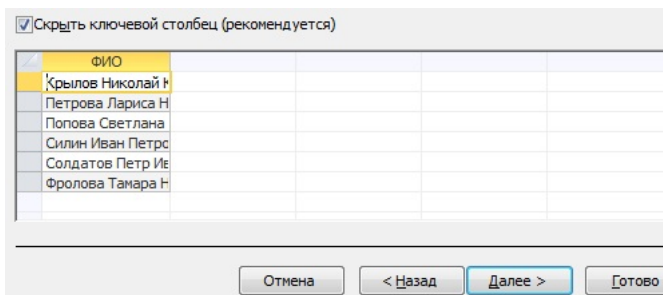 Скрыть ключевой столбец (рекомендуется)
ФИО
Крылов Николай
Петрова Лариса Н
Попова Светлана
Силин Иван Петро
Солдатов Петр Ив
Фролова Тамара Н
Отмена < Назад Далее > Готово